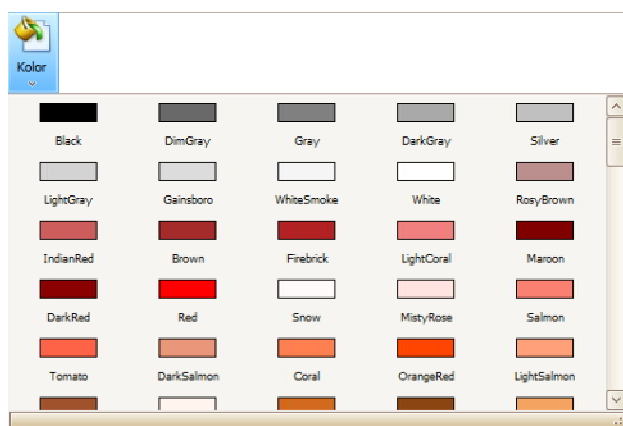 Kolor
Black DimGray Gray DarkGray Silver
LightGray Gainsboro WhiteSmoke White RosyBrown
IndianRed Brown Firebrick LightCoral Maroon
DarkRed Red Snow MistyRose Salmon
Tomato DarkSalmon Coral OrangeRed LightSalmon